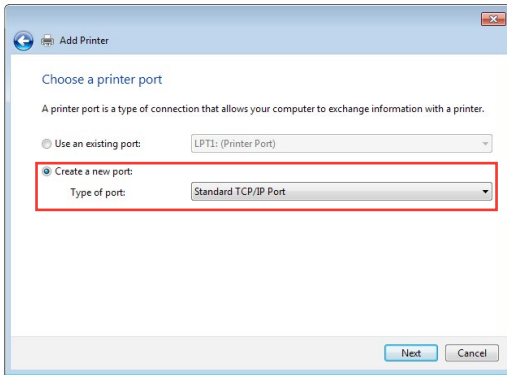 Add Printer
Choose a printer port
A printer port is a type of connection that allows your computer to exchange information with a printer.
Use an existing port: LPT1: (Printer Port)
Create a new port:
Type of port: Standard TCP/IP Port
Next Cancel